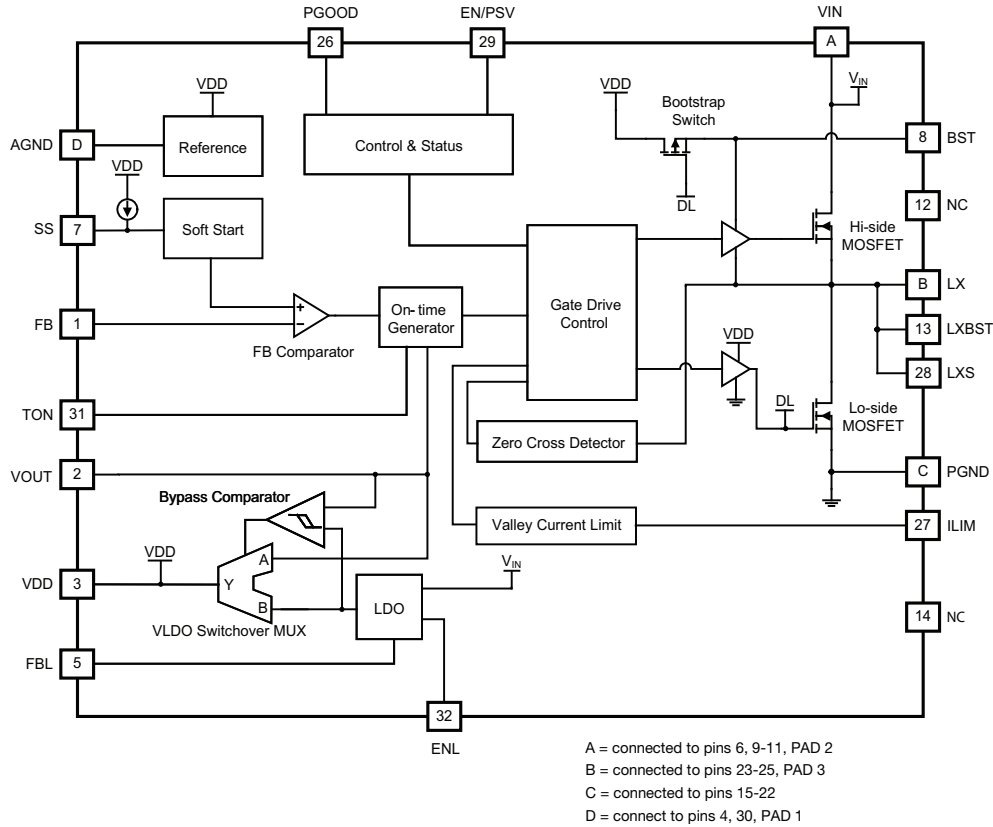 PGOOD
EN/PSV
VIN
26
29
A
VDD
VDD
Bootstrap
Switch
VIN
AGND
D
Reference
Control & Status
8
BST
VDD
DL
12
NC
SS
7
Soft Start
Hi-side
MOSFET
Gate Drive
Control
B
LX
FB
1
+
–
On-time
Generator
FB Comparator
13
LXBST
VDD
28
LXS
TON
31
DL
Lo-side
MOSFET
Zero Cross Detector
VOUT
2
C
PGND
Bypass Comparator
Valley Current Limit
27
ILIM
VDD
A
VIN
VDD
3
Y
B
LDO
14
NC
VLDO Switchover MUX
FBL
5
32
ENL
A = connected to pins 6, 9-11, PAD 2
B = connected to pins 23-25, PAD 3
C = connected to pins 15-22
D = connect to pins 4, 30, PAD 1